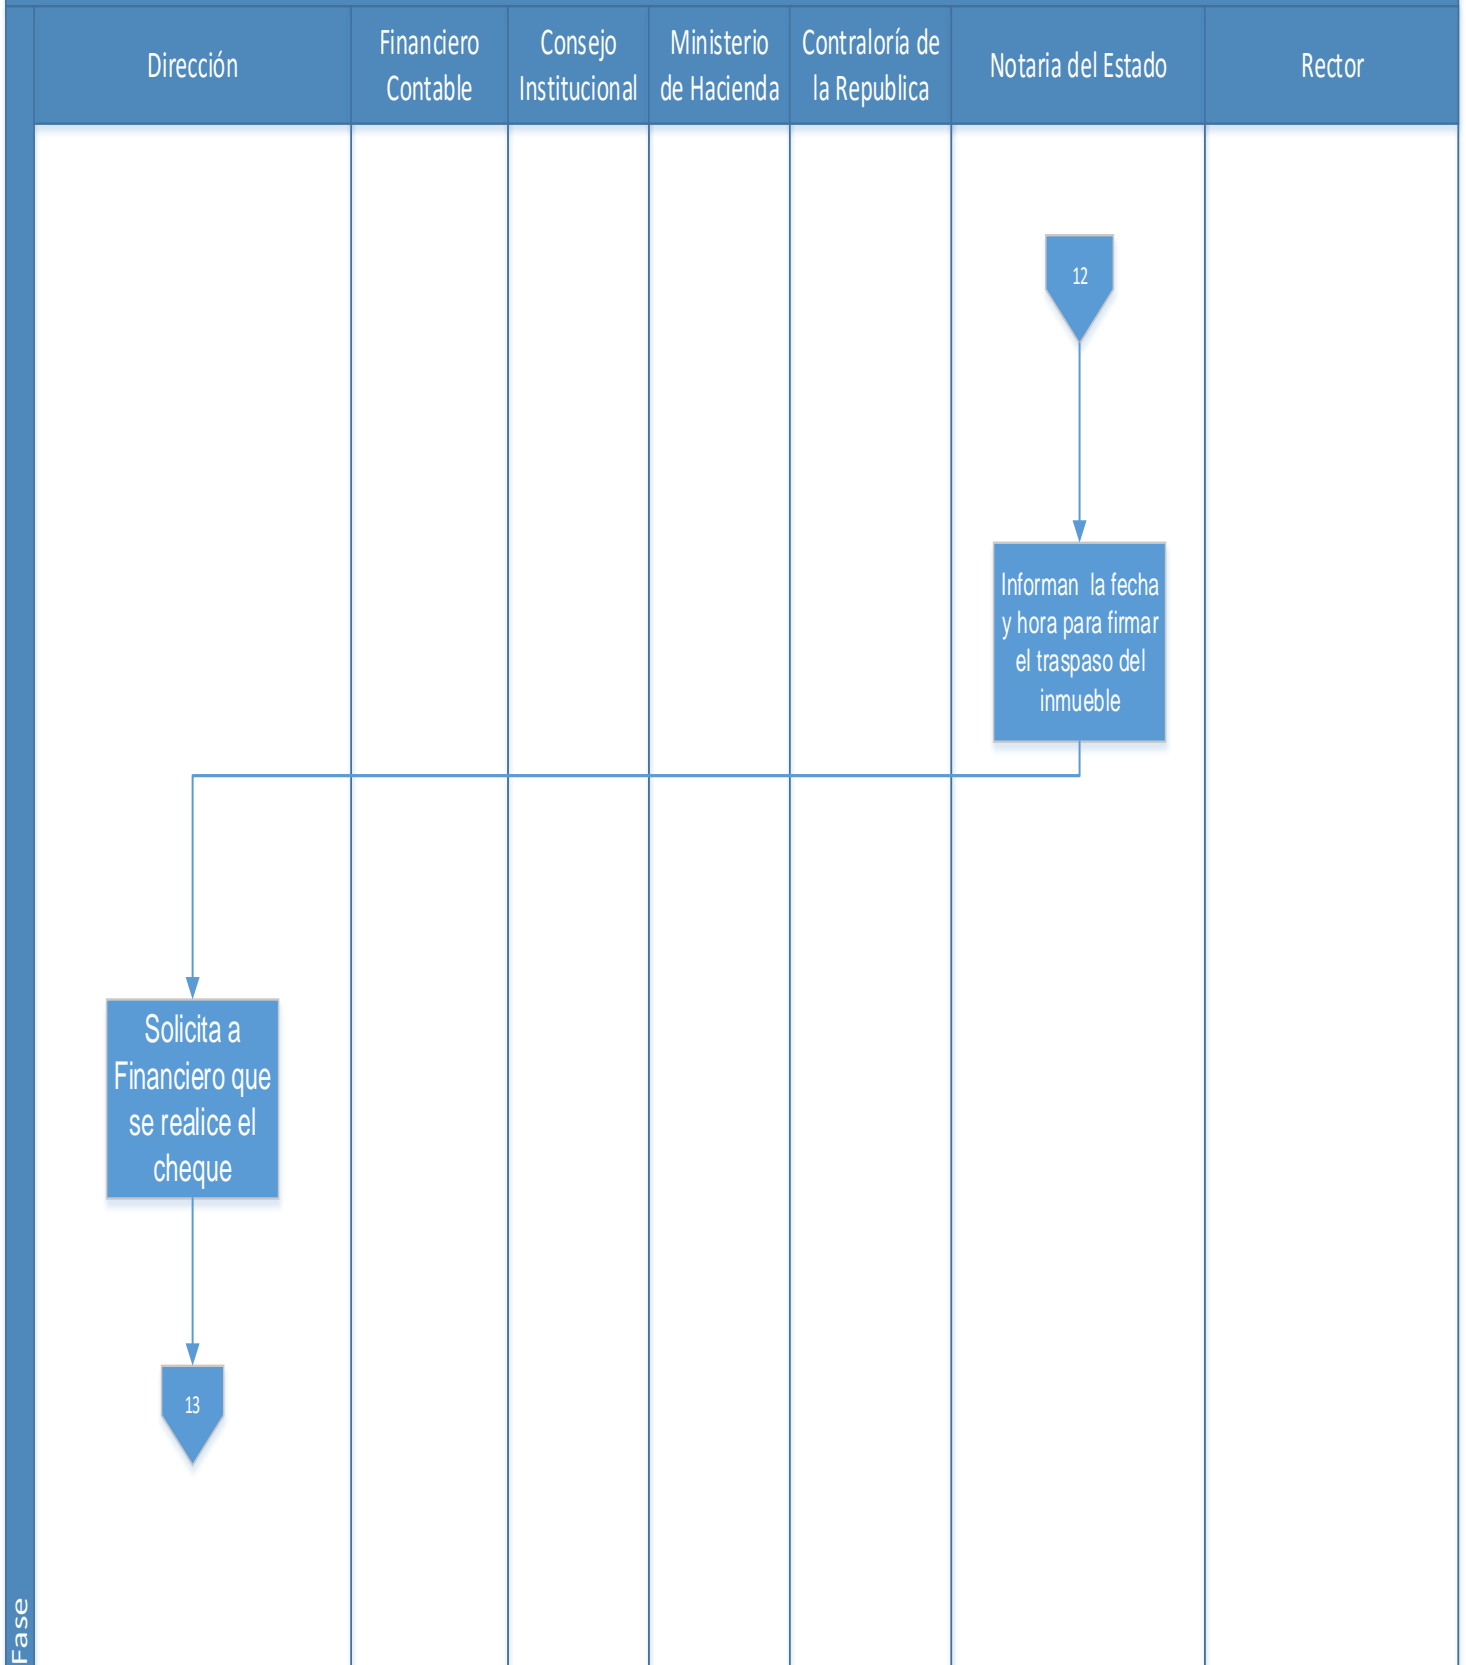 Dirección
Financiero
Contable
Consejo
Institucional
Ministerio
de Hacienda
Contraloría de
la Republica
Notaria del Estado
Rector
12
Informan  la fecha
y hora para firmar
el traspaso del
inmueble
Solicita a
Financiero que
se realice el
cheque
13
Fase